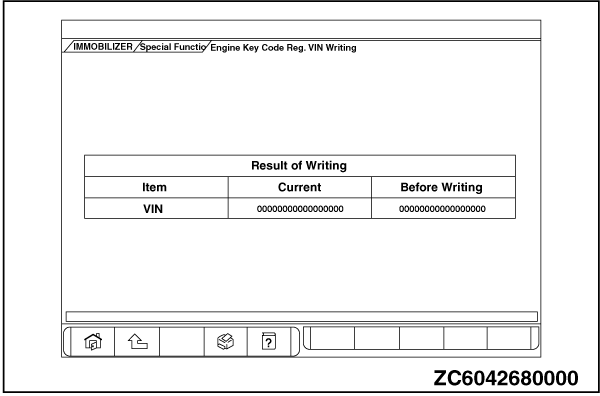 IMMOBILIZER / Special Functio / Engine Key Code Reg. VIN Writing
Result of Writing
Item Current Before Writing
VIN 00000000000000000 00000000000000000
?
ZC6042680000